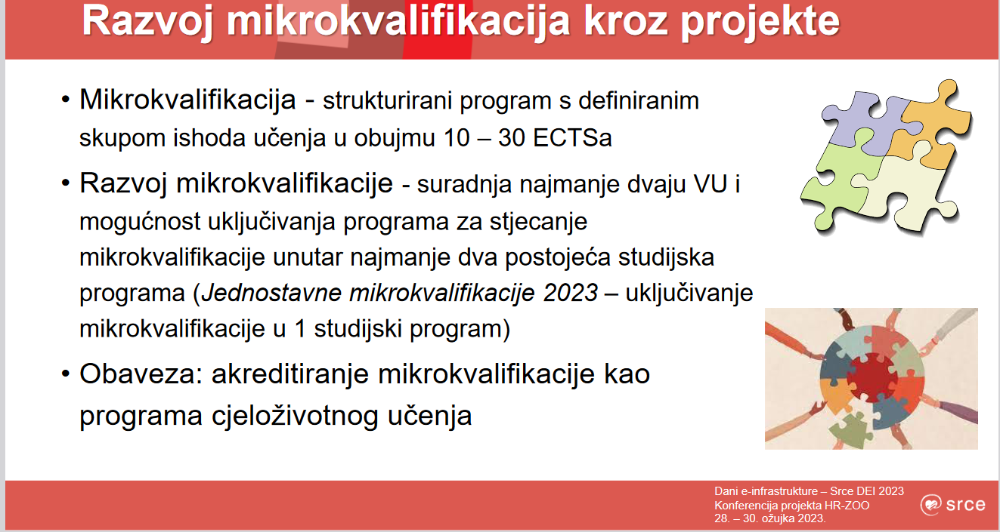 Razvoj mikrokvalifikacija kroz projekte
• Mikrokvalifikacija - strukturirani program s definiranim
skupom ishoda učenja u obujmu 10 – 30 ECTSa
• Razvoj mikrokvalifikacije - suradnja najmanje dvaju VU i
mogućnost uključivanja programa za stjecanje
mikrokvalifikacije unutar najmanje dva postojeća studijska
programa (Jednostavne mikrokvalifikacije 2023 – uključivanje
mikrokvalifikacije u 1 studijski program)
• Obaveza: akreditiranje mikrokvalifikacije kao
programa cjeloživotnog učenja
Dani e-infrastrukture – Srce DEI 2023
Konferencija projekta HR-ZOO
28. – 30. ožujka 2023.
srce